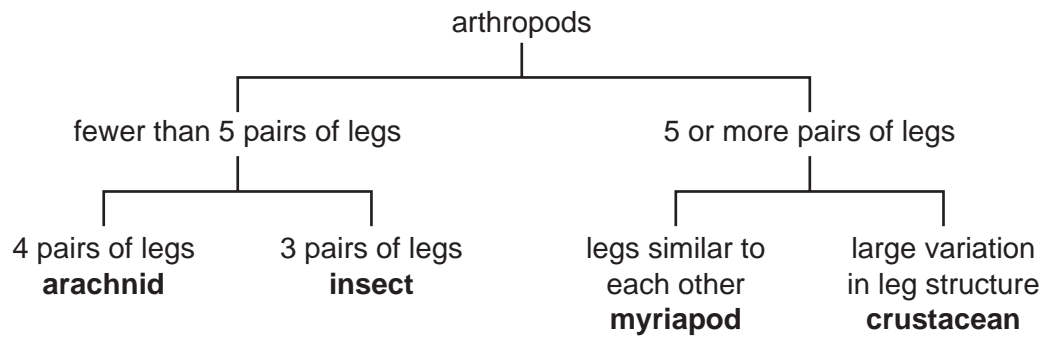 arthropods
fewer than 5 pairs of legs
5 or more pairs of legs
4 pairs of legs
arachnid
3 pairs of legs
insect
legs similar to
each other
myriapod
large variation
in leg structure
crustacean